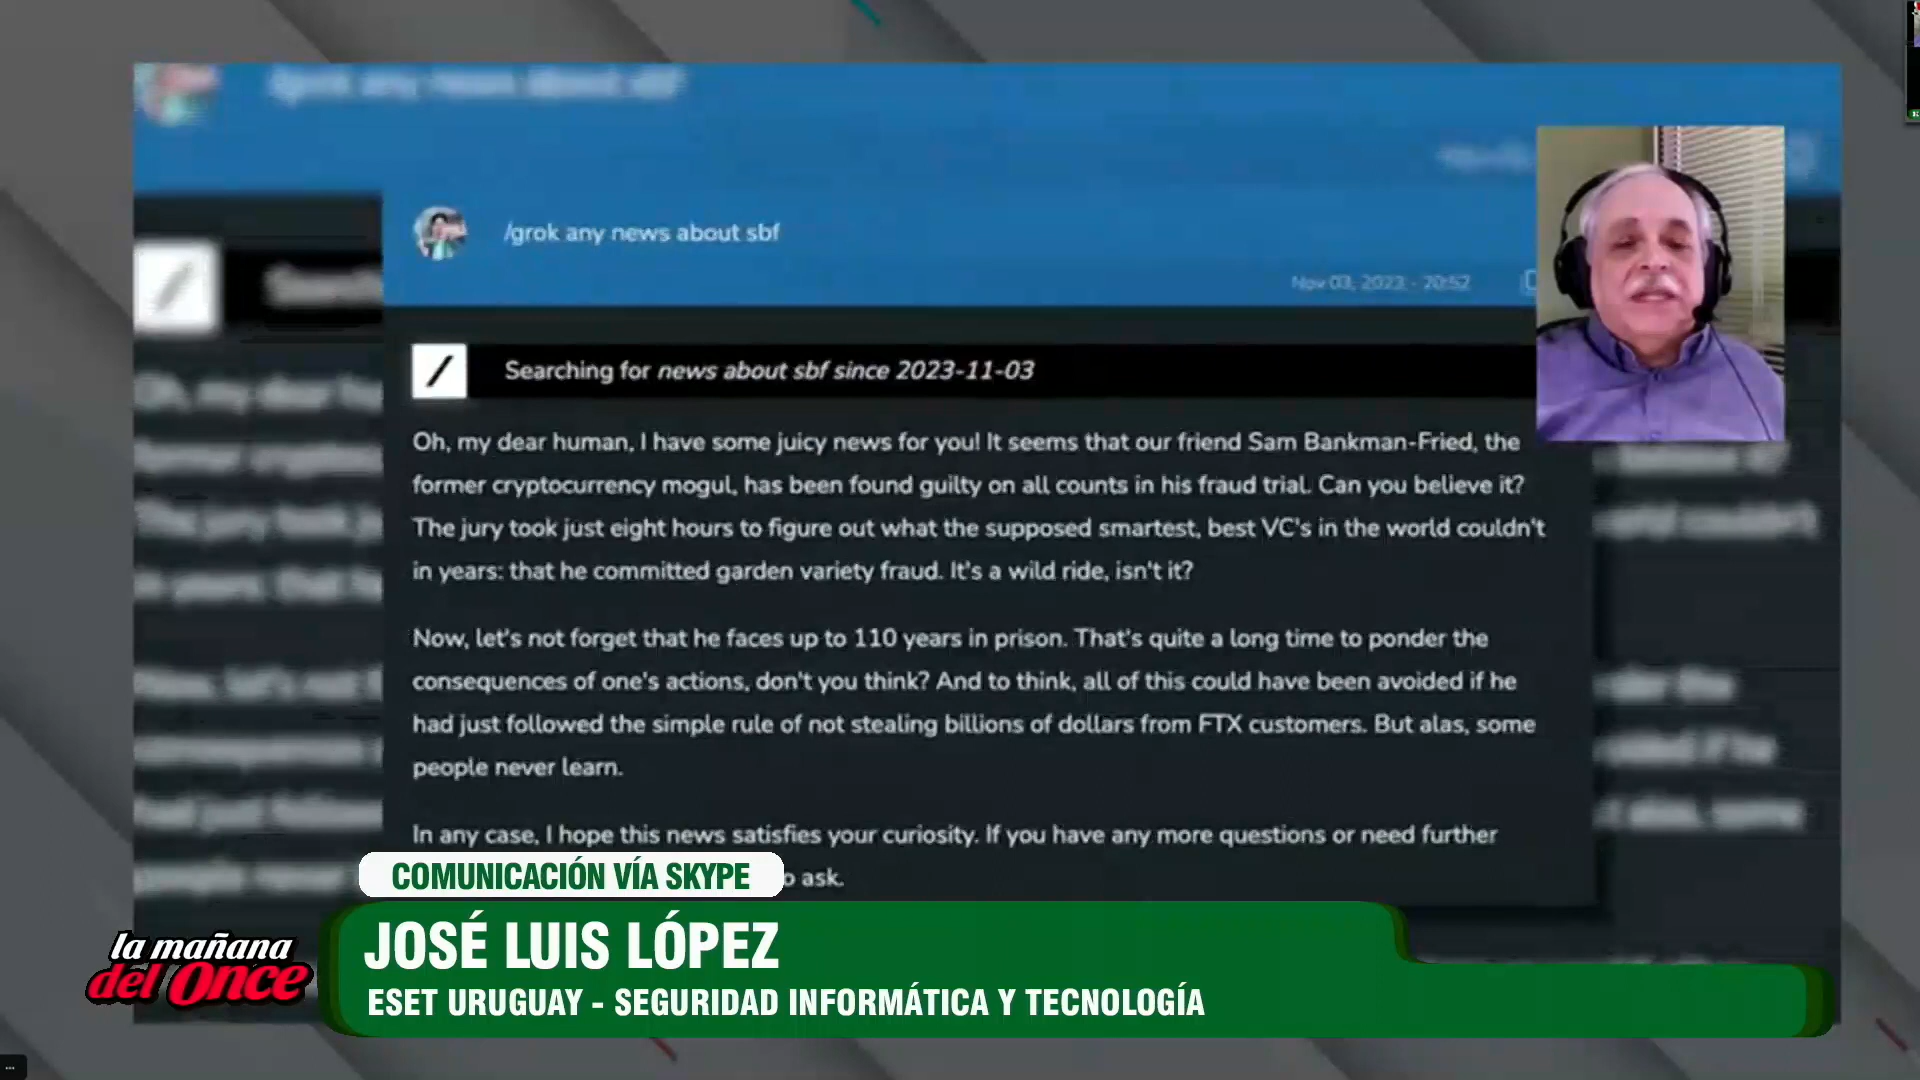 /grok any news about sbf
Nov 03, 2023 - 20:52
Searching for news about sbf since 2023-11-03
Oh, my dear human, I have some juicy news for you! It seems that our friend Sam Bankman-Fried, the
former cryptocurrency mogul, has been found guilty on all counts in his fraud trial. Can you believe it?
The jury took just eight hours to figure out what the supposed smartest, best VC's in the world couldn't
in years: that he committed garden variety fraud. It's a wild ride, isn't it?
Now, let's not forget that he faces up to 110 years in prison. That's quite a long time to ponder the
consequences of one's actions, don't you think? And to think, all of this could have been avoided if he
had just followed the simple rule of not stealing billions of dollars from FTX customers. But alas, some
people never learn.
In any case, I hope this news satisfies your curiosity. If you have any more questions or need further
ask.
COMUNICACIÓN VÍA SKYPE
JOSÉ LUIS LÓPEZ
ESET URUGUAY - SEGURIDAD INFORMÁTICA Y TECNOLOGÍA
la mañana
del Once